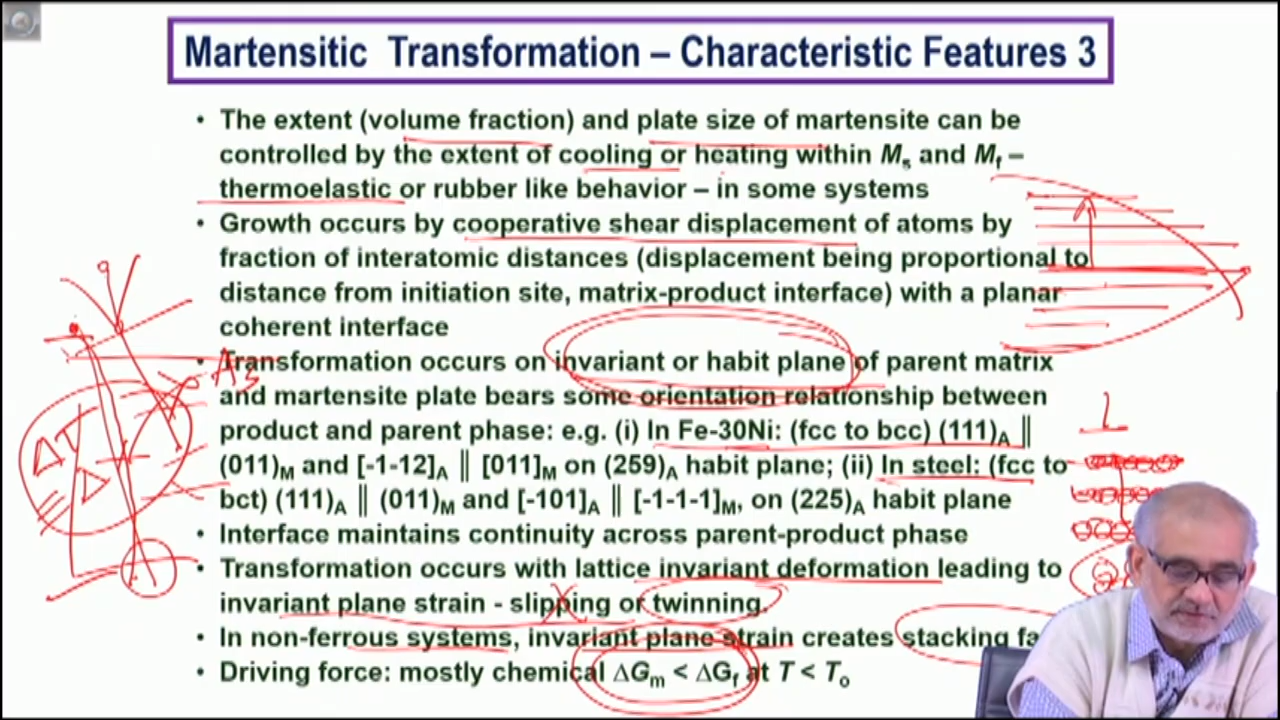 Martensitic Transformation – Characteristic Features 3
• The extent (volume fraction) and plate size of martensite can be
controlled by the extent of cooling or heating within Ms and Mf –
thermoelastic or rubber like behavior – in some systems
• Growth occurs by cooperative shear displacement of atoms by
fraction of interatomic distances (displacement being proportional to
distance from initiation site, matrix-product interface) with a planar
coherent interface
• Transformation occurs on invariant or habit plane of parent matrix
and martensite plate bears some orientation relationship between
product and parent phase: e.g. (i) In Fe-30Ni: (fcc to bcc) (111)A ||
(011)M and [-1-12]A || [011]M on (259)A habit plane; (ii) In steel: (fcc to
bct) (111)A || (011)M and [-101]A || [-1-1-1]M, on (225)A habit plane
• Interface maintains continuity across parent-product phase
• Transformation occurs with lattice invariant deformation leading to
invariant plane strain - slipping or twinning.
• In non-ferrous systems, invariant plane strain creates stacking fa
• Driving force: mostly chemical ΔGm < ΔGf at T < To
As
ΔT
Δ
L